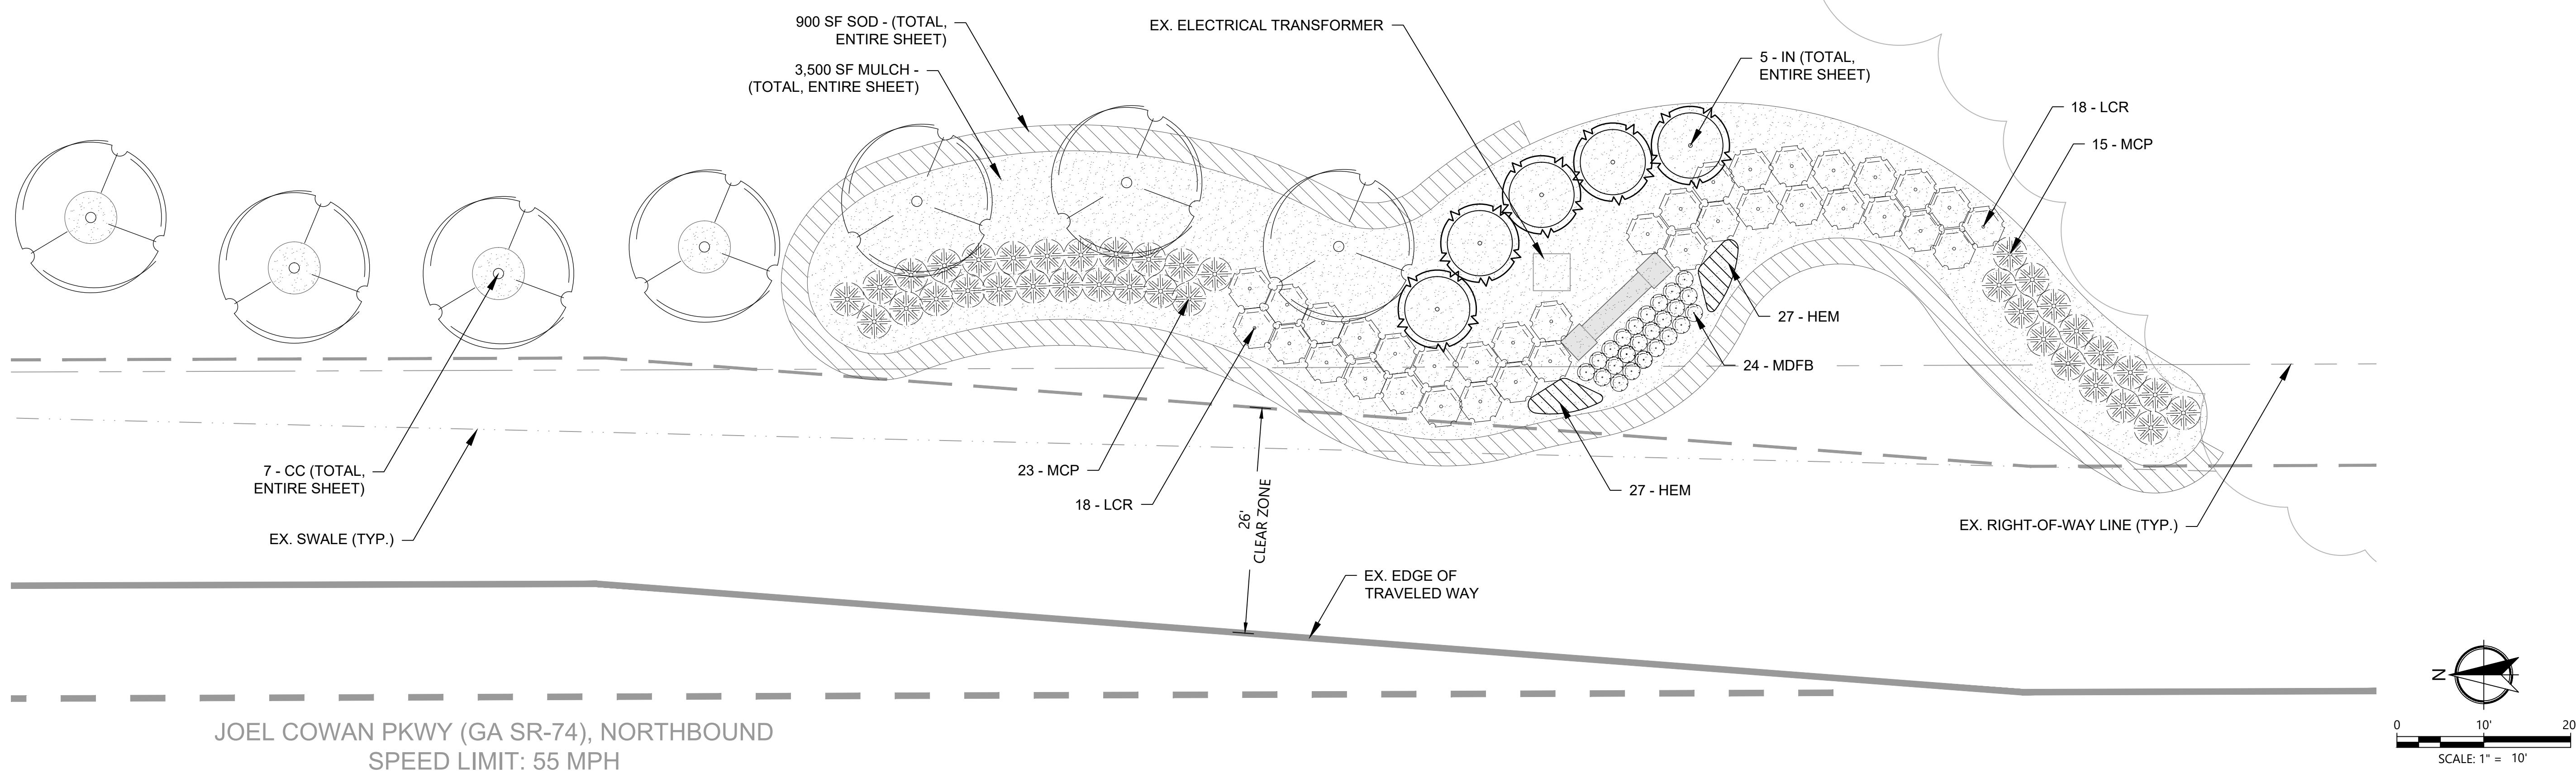 900 SF SOD - (TOTAL,
ENTIRE SHEET)
3,500 SF MULCH -
(TOTAL, ENTIRE SHEET)
EX. ELECTRICAL TRANSFORMER
5 - IN (TOTAL,
ENTIRE SHEET)
18 - LCR
15 - MCP
27 - HEM
24 - MDFB
27 - HEM
23 - MCP
18 - LCR
7 - CC (TOTAL,
ENTIRE SHEET)
EX. SWALE (TYP.)
26'
CLEAR ZONE
EX. RIGHT-OF-WAY LINE (TYP.)
EX. EDGE OF
TRAVELED WAY
JOEL COWAN PKWY (GA SR-74), NORTHBOUND
SPEED LIMIT: 55 MPH
N
0 10' 20
SCALE: 1" = 10'